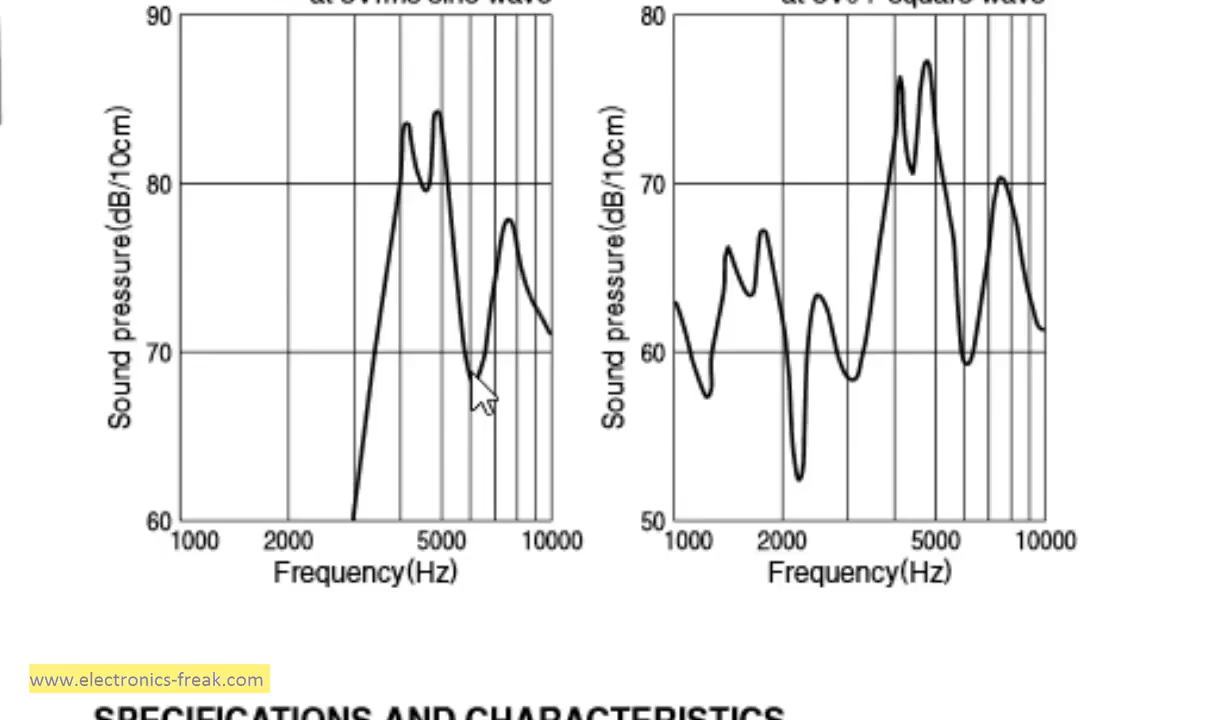 90
80
70
60
Sound pressure(dB/10cm)
1000 2000 5000 10000
Frequency(Hz)
80
70
60
50
Sound pressure(dB/10cm)
1000 2000 5000 10000
Frequency(Hz)
www.electronics-freak.com
SPECIFICATIONS AND CHARACTERISTICS